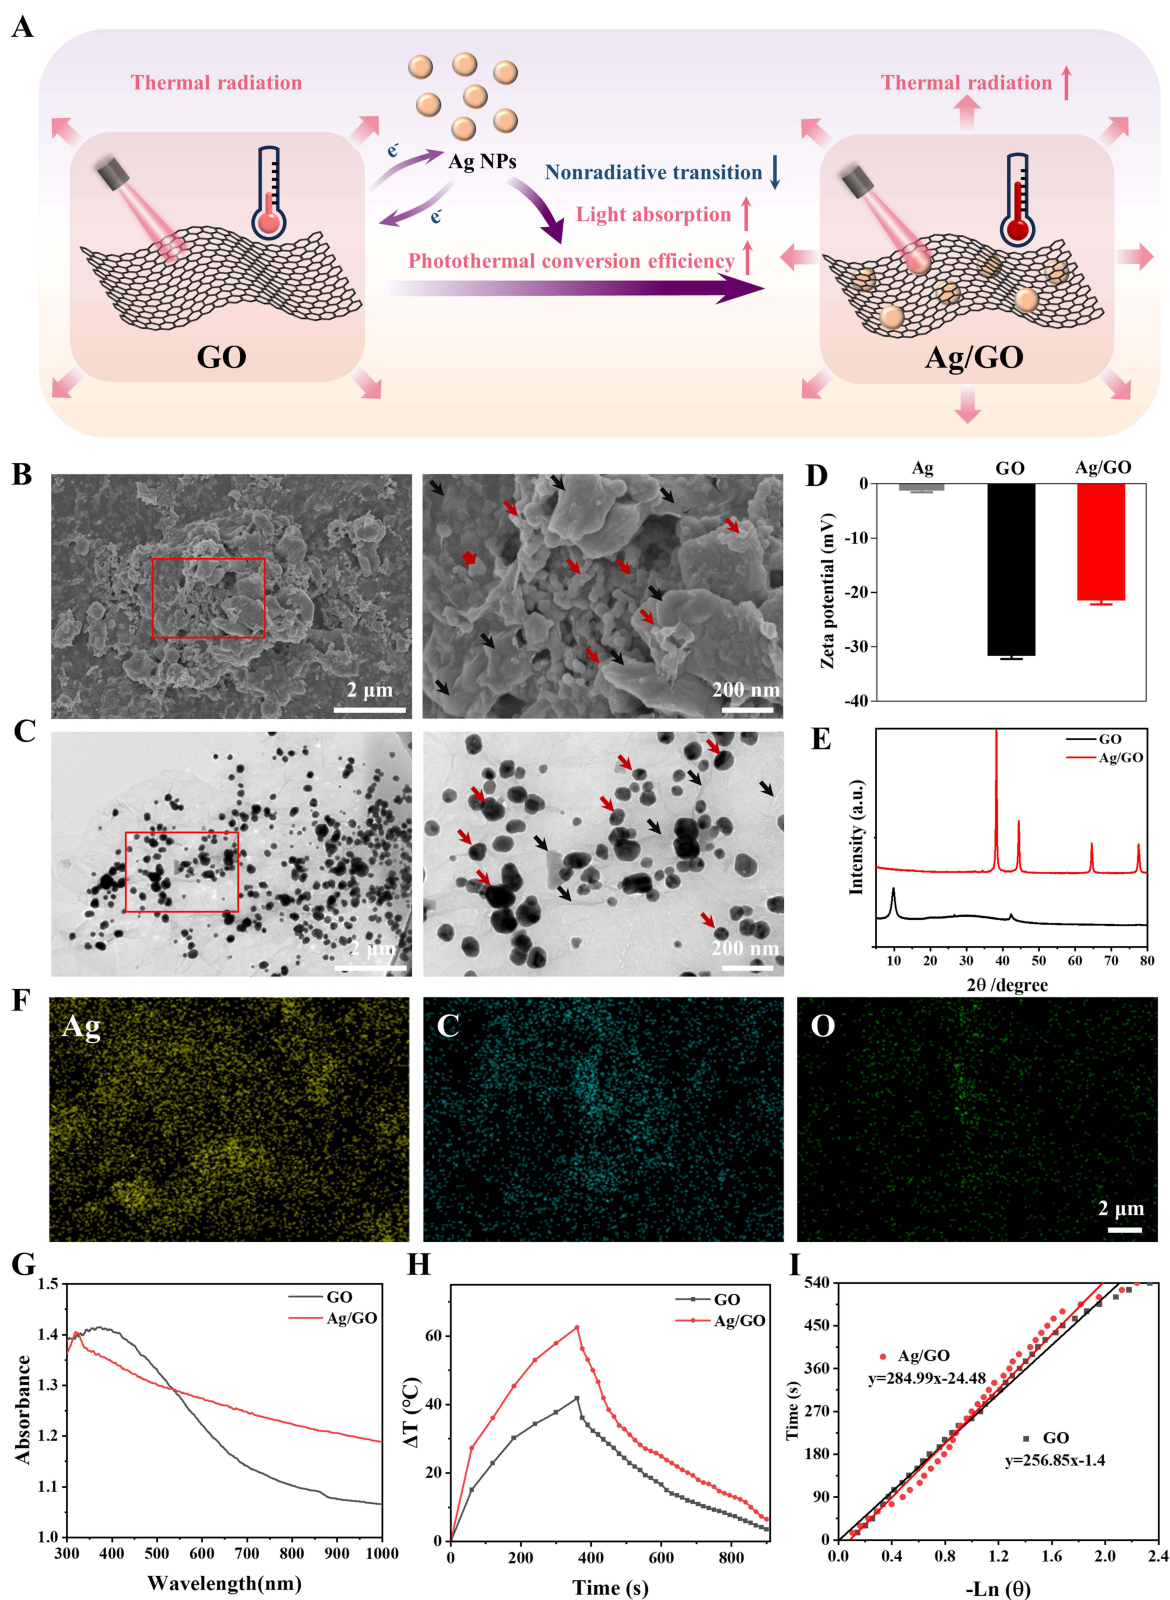 A
Thermal radiation
e⁻
e⁻
Ag NPs
Nonradiative transition
Light absorption
Photothermal conversion efficiency
Thermal radiation
GO
Ag/GO
B
2 μm
200 nm
C
2 μm
200 nm
D
Ag
GO
Ag/GO
0
-10
-20
-30
-40
Zeta potential (mV)
E
GO
Ag/GO
Intensity (a.u.)
10 20 30 40 50 60 70 80
2θ /degree
F
Ag
C
O
2 μm
G
1.5
1.4
1.3
1.2
1.1
1.0
Absorbance
GO
Ag/GO
300 400 500 600 700 800 900 1000
Wavelength(nm)
H
60
40
20
0
ΔT (°C)
GO
Ag/GO
0 200 400 600 800
Time (s)
I
540
450
360
270
180
90
0
Time (s)
Ag/GO
y=284.99x-24.48
GO
y=256.85x-1.4
0.0 0.4 0.8 1.2 1.6 2.0 2.4
-Ln (θ)